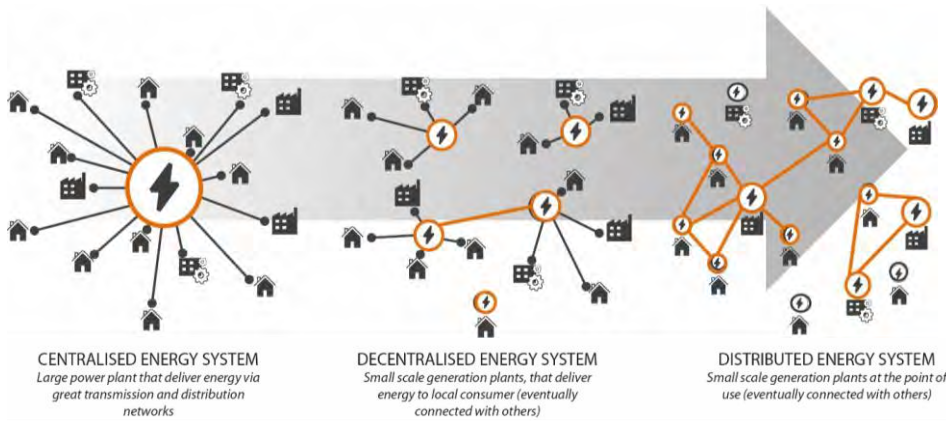 CENTRALISED ENERGY SYSTEM
Large power plant that deliver energy via
great transmission and distribution
networks
DECENTRALISED ENERGY SYSTEM
Small scale generation plants, that deliver
energy to local consumer (eventually
connected with others)
DISTRIBUTED ENERGY SYSTEM
Small scale generation plants at the point of
use (eventually connected with others)